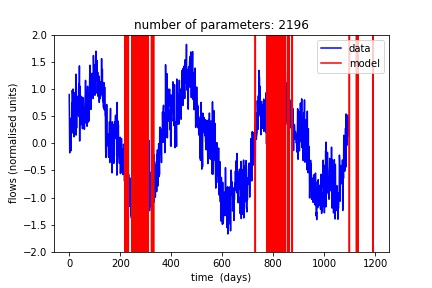 number of parameters: 2196
2.0
1.5
1.0
0.5
0.0
−0.5
−1.0
−1.5
−2.0
flows (normalised units)
data
model
0 200 400 600 800 1000 1200
time (days)